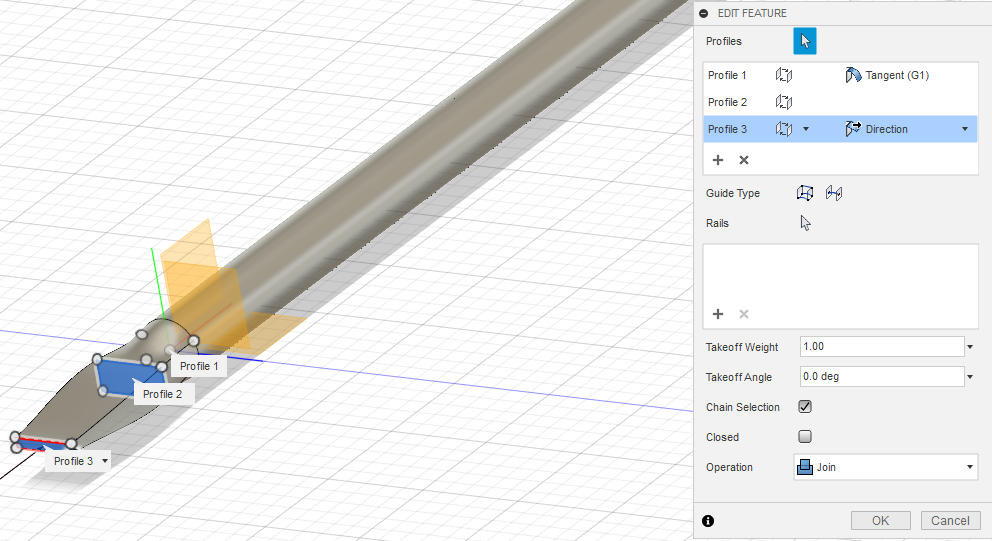 EDIT FEATURE
Profiles
Profile 1 Tangent (G1)
Profile 2
Profile 3 Direction
Guide Type
Rails
Takeoff Weight 1.00
Takeoff Angle 0.0 deg
Chain Selection
Closed
Operation Join
OK Cancel
Profile 1
Profile 2
Profile 3